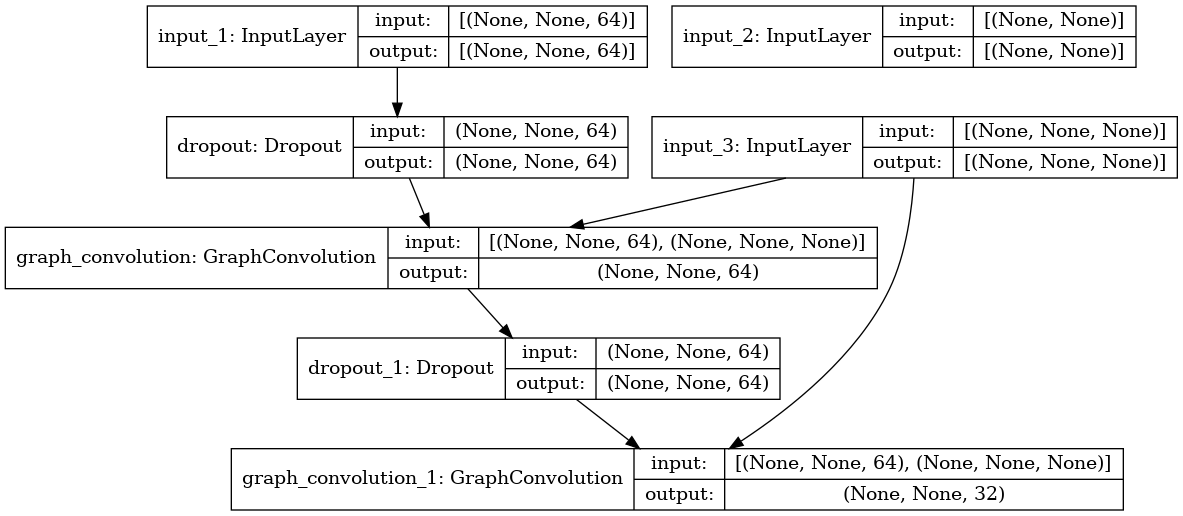 input_1: InputLayer
input: [(None, None, 64)]
output: [(None, None, 64)]
input_2: InputLayer
input: [(None, None)]
output: [(None, None)]
dropout: Dropout
input: (None, None, 64)
output: (None, None, 64)
input_3: InputLayer
input: [(None, None, None)]
output: [(None, None, None)]
graph_convolution: GraphConvolution
input: [(None, None, 64), (None, None, None)]
output: (None, None, 64)
dropout_1: Dropout
input: (None, None, 64)
output: (None, None, 64)
graph_convolution_1: GraphConvolution
input: [(None, None, 64), (None, None, None)]
output: (None, None, 32)